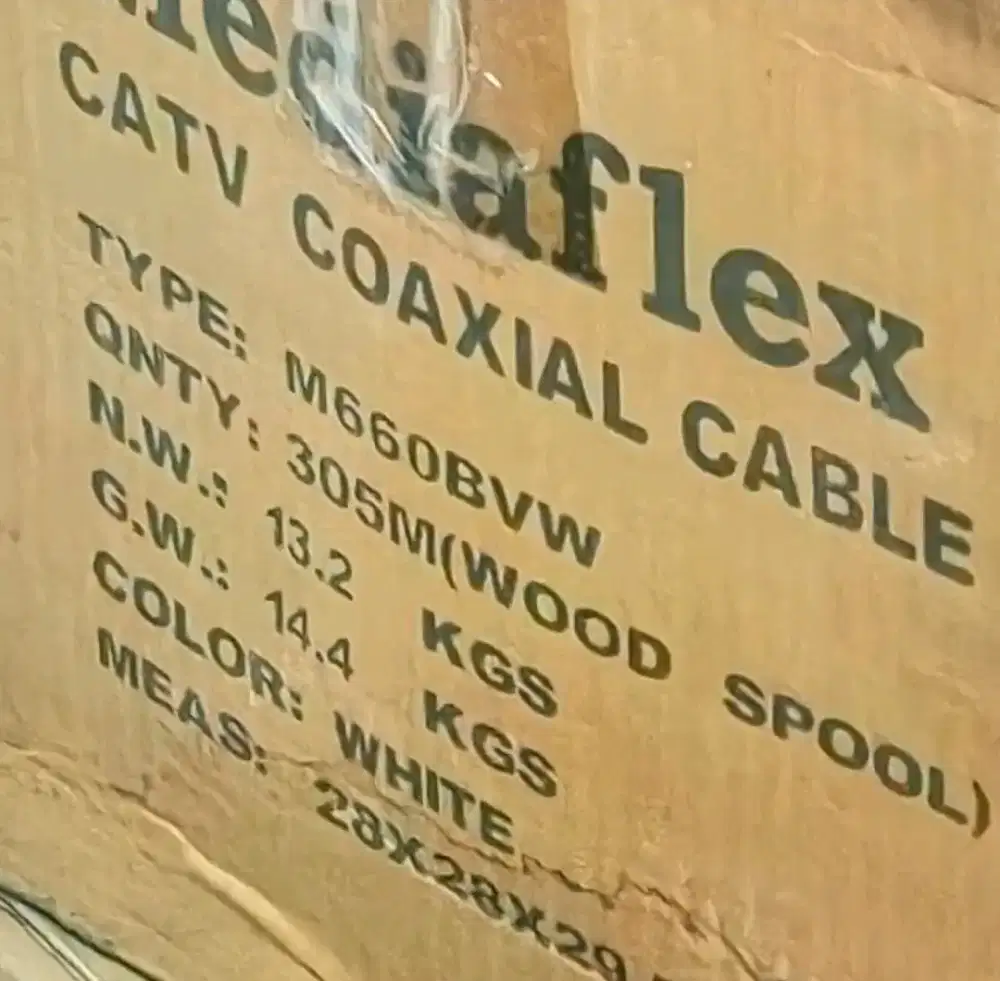 mediaflex
CATV COAXIAL CABLE
TYPE: M660BVW
QNTY: 305M(WOOD SPOOL)
N.W.: 13.2 KGS
G.W.: 14.4 KGS
COLOR: WHITE
MEAS: 28X28X29